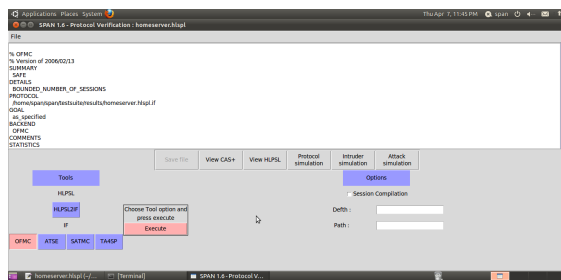 Applications Places System Thu Apr 7, 11:45 PM span
SPAN 1.6 - Protocol Verification : homeserver.hlspl
File
% OFMC
% Version of 2006/02/13
SUMMARY
SAFE
DETAILS
BOUNDED_NUMBER_OF_SESSIONS
PROTOCOL
/home/span/span/testsuite/results/homeserver.hlspl.if
GOAL
as_specified
BACKEND
OFMC
COMMENTS
STATISTICS
Save file View CAS+ View HLPSL Protocol simulation Intruder simulation Attack simulation
Tools Options
HLPSL Session Compilation
HLPSL2IF Choose Tool option and press execute Defth :
IF Execute Path :
OFMC ATSE SATMC TA4SP
homeserver.hlpsl (~/... [Terminal] SPAN 1.6 - Protocol V...